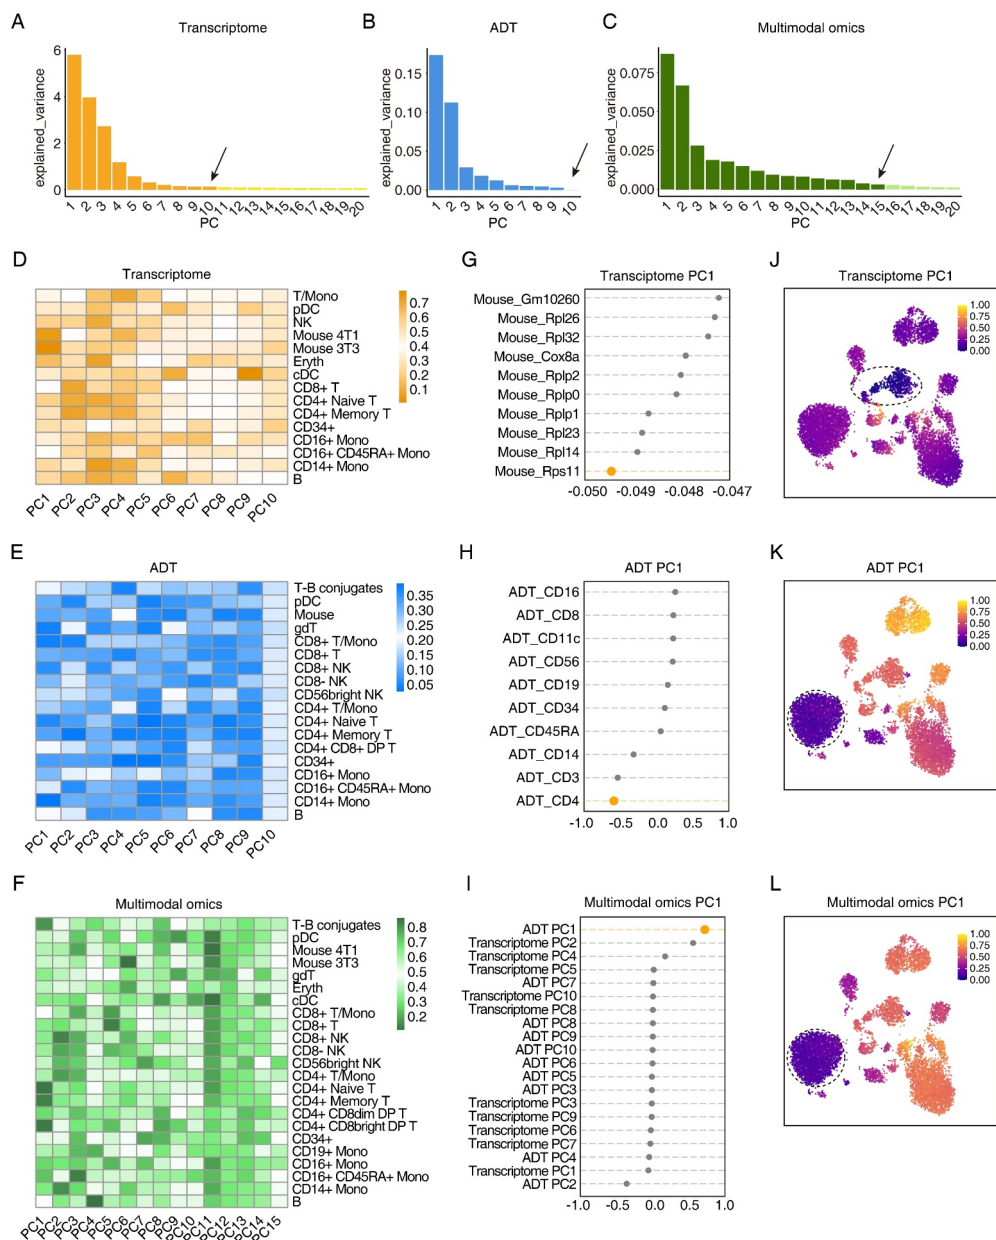 A
Transcriptome
explained_variance
6
4
2
0
1 2 3 4 5 6 7 8 9 10 11 12 13 14 15 16 17 18 19 20
PC
B
ADT
explained_variance
0.15
0.10
0.05
0.00
1 2 3 4 5 6 7 8 9 10
PC
C
Multimodal omics
explained_variance
0.075
0.050
0.025
0.000
1 2 3 4 5 6 7 8 9 10 11 12 13 14 15 16 17 18 19 20
PC
D
Transcriptome
T/Mono
pDC
NK
Mouse 4T1
Mouse 3T3
Eryth
cDC
CD8+ T
CD4+ Naive T
CD4+ Memory T
CD34+
CD16+ Mono
CD16+ CD45RA+ Mono
CD14+ Mono
B
PC1 PC2 PC3 PC4 PC5 PC6 PC7 PC8 PC9 PC10
0.7
0.6
0.5
0.4
0.3
0.2
0.1
G
Transciptome PC1
Mouse_Gm10260
Mouse_Rpl26
Mouse_Rpl32
Mouse_Cox8a
Mouse_Rplp2
Mouse_Rplp0
Mouse_Rplp1
Mouse_Rpl23
Mouse_Rpl14
Mouse_Rps11
-0.050 -0.049 -0.048 -0.047
J
Transciptome PC1
1.00
0.75
0.50
0.25
0.00
E
ADT
T-B conjugates
pDC
Mouse
gdT
CD8+ T/Mono
CD8+ T
CD8+ NK
CD8- NK
CD56bright NK
CD4+ T/Mono
CD4+ Naive T
CD4+ Memory T
CD4+ CD8+ DP T
CD34+
CD16+ Mono
CD16+ CD45RA+ Mono
CD14+ Mono
B
PC1 PC2 PC3 PC4 PC5 PC6 PC7 PC8 PC9 PC10
0.35
0.30
0.25
0.20
0.15
0.10
0.05
H
ADT PC1
ADT_CD16
ADT_CD8
ADT_CD11c
ADT_CD56
ADT_CD19
ADT_CD34
ADT_CD45RA
ADT_CD14
ADT_CD3
ADT_CD4
-1.0 -0.5 0.0 1.0 1.0
K
ADT PC1
1.00
0.75
0.50
0.25
0.00
F
Multimodal omics
T-B conjugates
pDC
Mouse 4T1
Mouse 3T3
gdT
Eryth
cDC
CD8+ T/Mono
CD8+ T
CD8+ NK
CD8- NK
CD56bright NK
CD4+ T/Mono
CD4+ Naive T
CD4+ Memory T
CD4+ CD8dim DP T
CD4+ CD8bright DP T
CD34+
CD19+ Mono
CD16+ Mono
CD16+ CD45RA+ Mono
CD14+ Mono
B
PC1 PC2 PC3 PC4 PC5 PC6 PC7 PC8 PC9 PC10 PC11 PC12 PC13 PC14 PC15
0.8
0.7
0.6
0.5
0.4
0.3
0.2
I
Multimodal omics PC1
ADT PC1
Transcriptome PC2
Transcriptome PC4
Transcriptome PC5
ADT PC7
Transcriptome PC10
Transcriptome PC8
ADT PC8
ADT PC9
ADT PC10
ADT PC6
ADT PC5
ADT PC3
Transcriptome PC3
Transcriptome PC9
Transcriptome PC6
Transcriptome PC7
ADT PC4
Transcriptome PC1
ADT PC2
-1.0 -0.5 0.0 0.5 1.0
L
Multimodal omics PC1
1.00
0.75
0.50
0.25
0.00